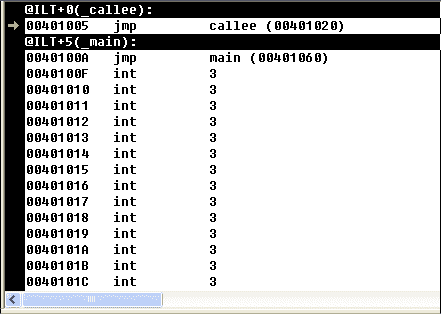 @ILT+0(_callee):
00401005 jmp callee (00401020)
@ILT+5(_main):
0040100A jmp main (00401060)
0040100F int 3
00401010 int 3
00401011 int 3
00401012 int 3
00401013 int 3
00401014 int 3
00401015 int 3
00401016 int 3
00401017 int 3
00401018 int 3
00401019 int 3
0040101A int 3
0040101B int 3
0040101C int 3